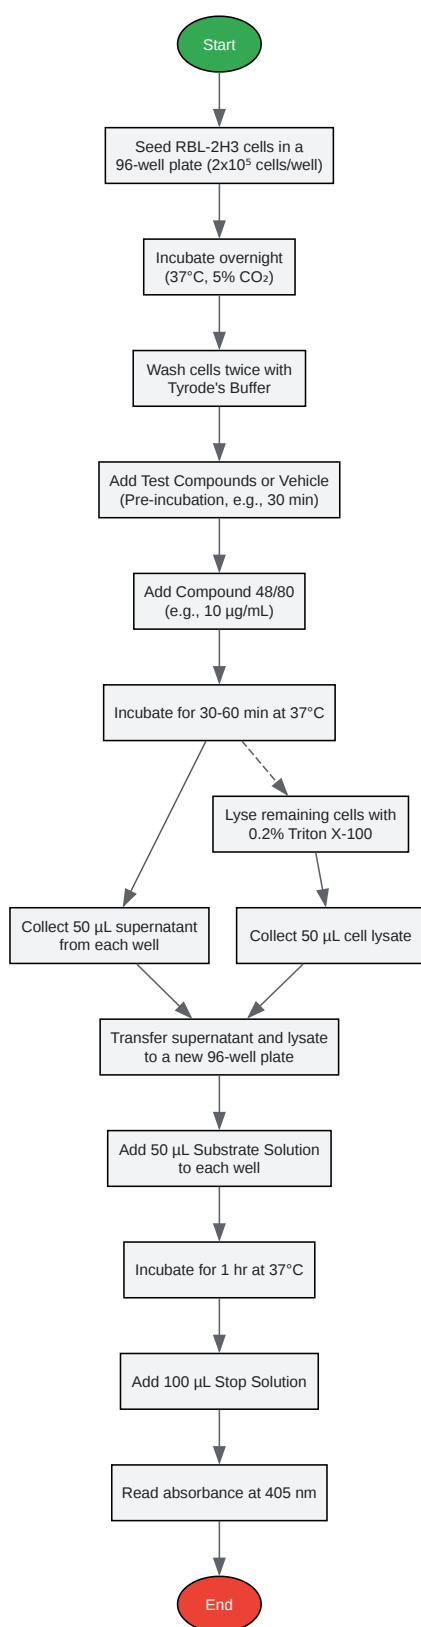 Start
Seed RBL-2H3 cells in a
96-well plate (2x10⁵ cells/well)
Incubate overnight
(37°C, 5% CO₂)
Wash cells twice with
Tyrode's Buffer
Add Test Compounds or Vehicle
(Pre-incubation, e.g., 30 min)
Add Compound 48/80
(e.g., 10 µg/mL)
Incubate for 30-60 min at 37°C
Lyse remaining cells with
0.2% Triton X-100
Collect 50 µL supernatant
from each well
Collect 50 µL cell lysate
Transfer supernatant and lysate
to a new 96-well plate
Add 50 µL Substrate Solution
to each well
Incubate for 1 hr at 37°C
Add 100 µL Stop Solution
Read absorbance at 405 nm
End